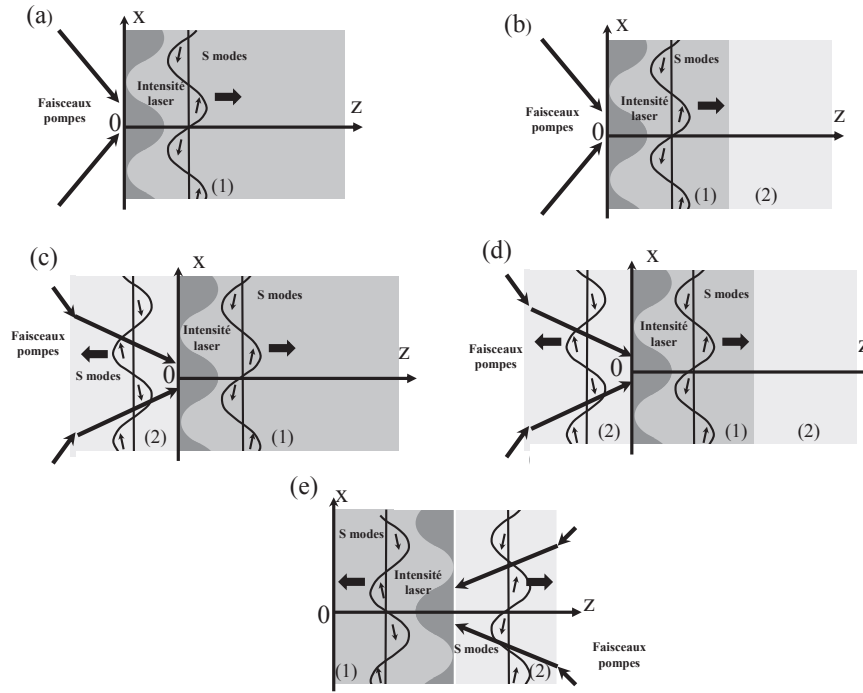 (a)
X
S modes
Intensité
laser
Faisceaux
pompes
0
Z
(1)
(b)
X
S modes
Intensité
laser
Faisceaux
pompes
0
Z
(1)
(2)
(c)
X
S modes
Intensité
laser
Faisceaux
pompes
S modes
0
Z
(2)
(1)
(d)
X
S modes
Intensité
laser
Faisceaux
pompes
0
Z
(2)
(1)
(2)
(e)
X
S modes
Intensité
laser
0
Z
S modes
Faisceaux
pompes
(1)
(2)